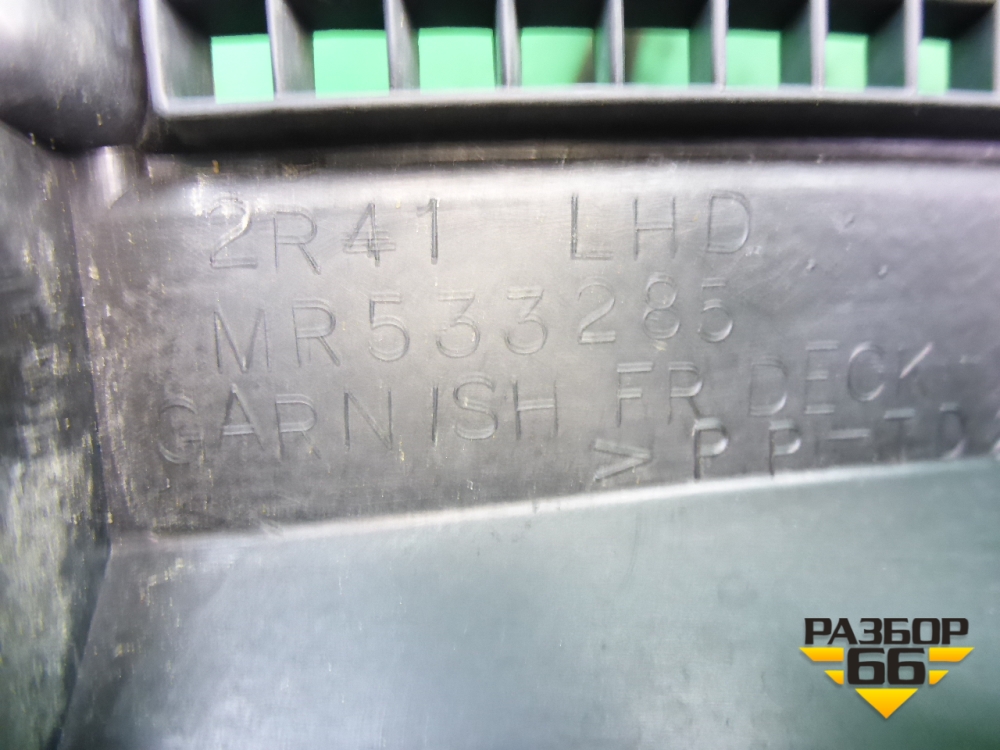 2R41 LHD
MR533285
GARNISH FR DECK
>PP-TD
РАЗБОР
66